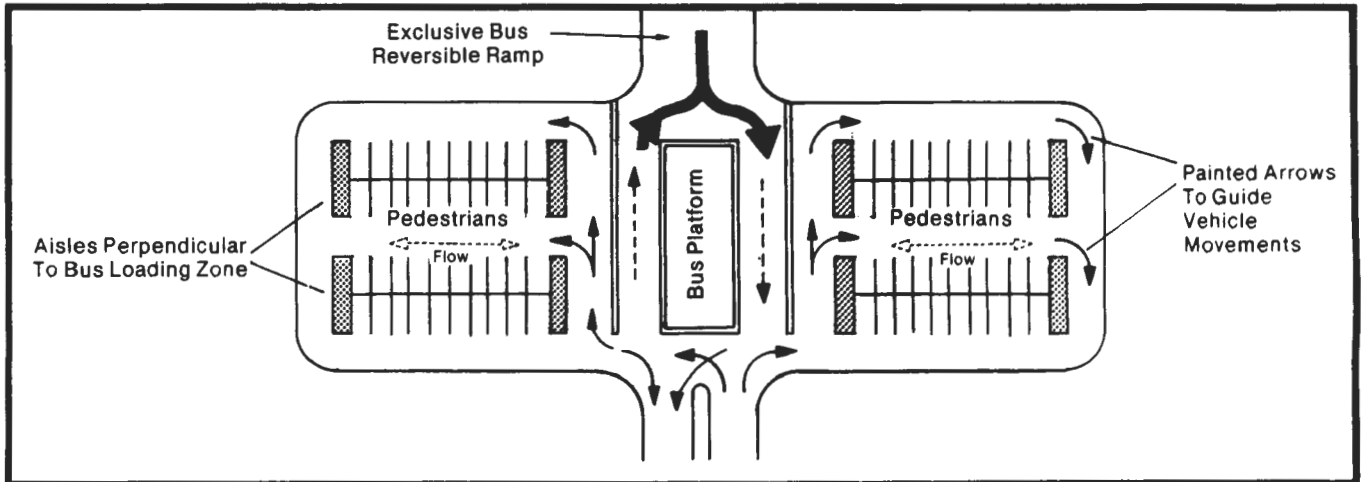 Exclusive Bus
Reversible Ramp
Pedestrians
Flow
Bus Platform
Pedestrians
Flow
Aisles Perpendicular
To Bus Loading Zone
Painted Arrows
To Guide
Vehicle
Movements